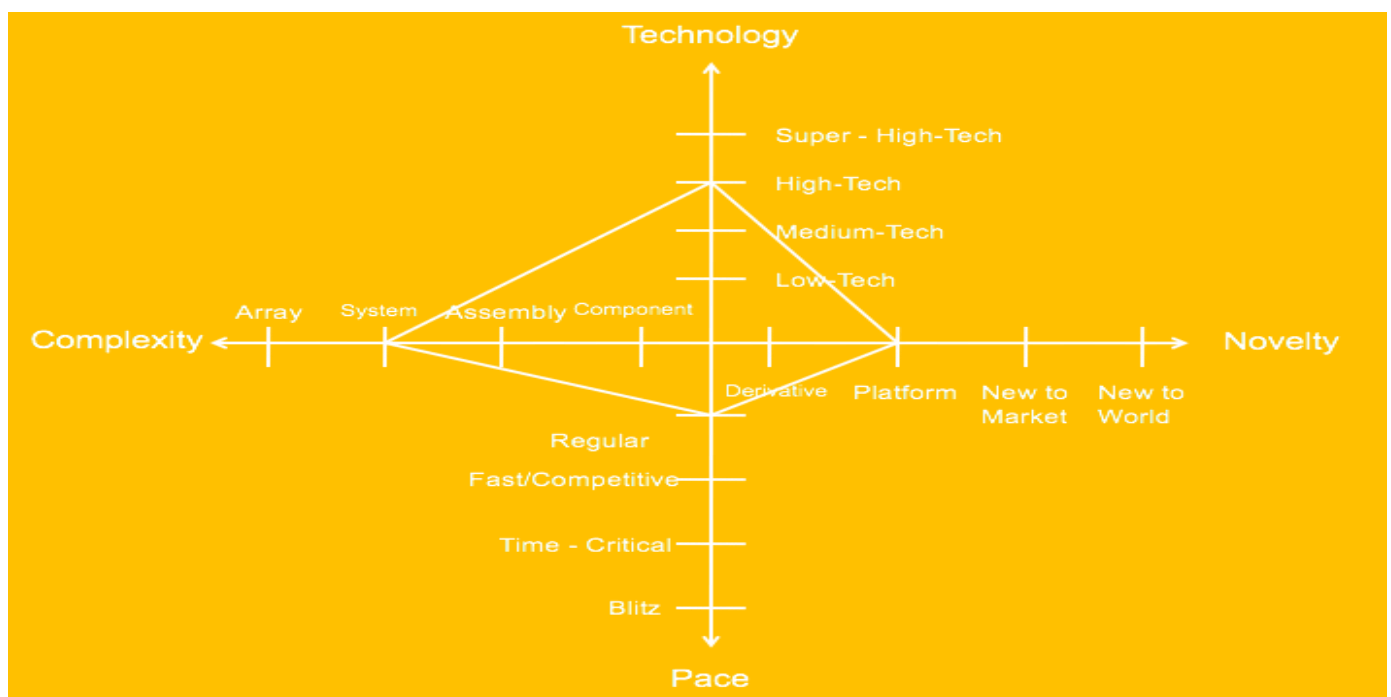 Technology
Super - High-Tech
High-Tech
Medium-Tech
Low-Tech
Array
System
Assembly
Component
Complexity
Novelty
Derivative
Platform
New to
Market
New to
World
Regular
Fast/Competitive
Time - Critical
Blitz
Pace